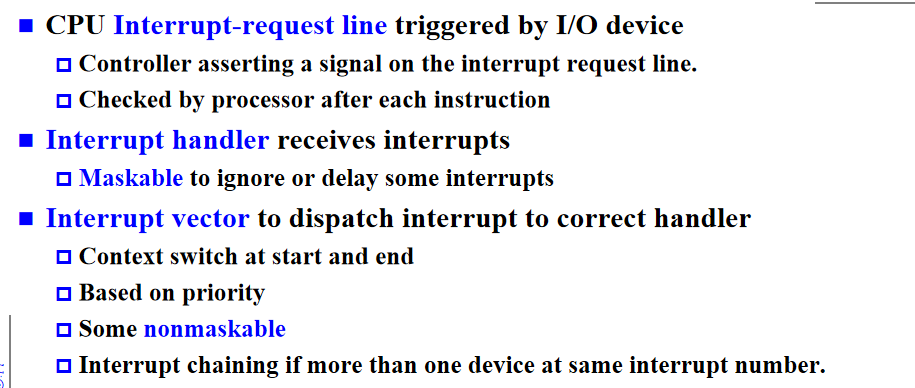 CPU Interrupt-request line triggered by I/O device
Controller asserting a signal on the interrupt request line.
Checked by processor after each instruction
Interrupt handler receives interrupts
Maskable to ignore or delay some interrupts
Interrupt vector to dispatch interrupt to correct handler
Context switch at start and end
Based on priority
Some nonmaskable
Interrupt chaining if more than one device at same interrupt number.